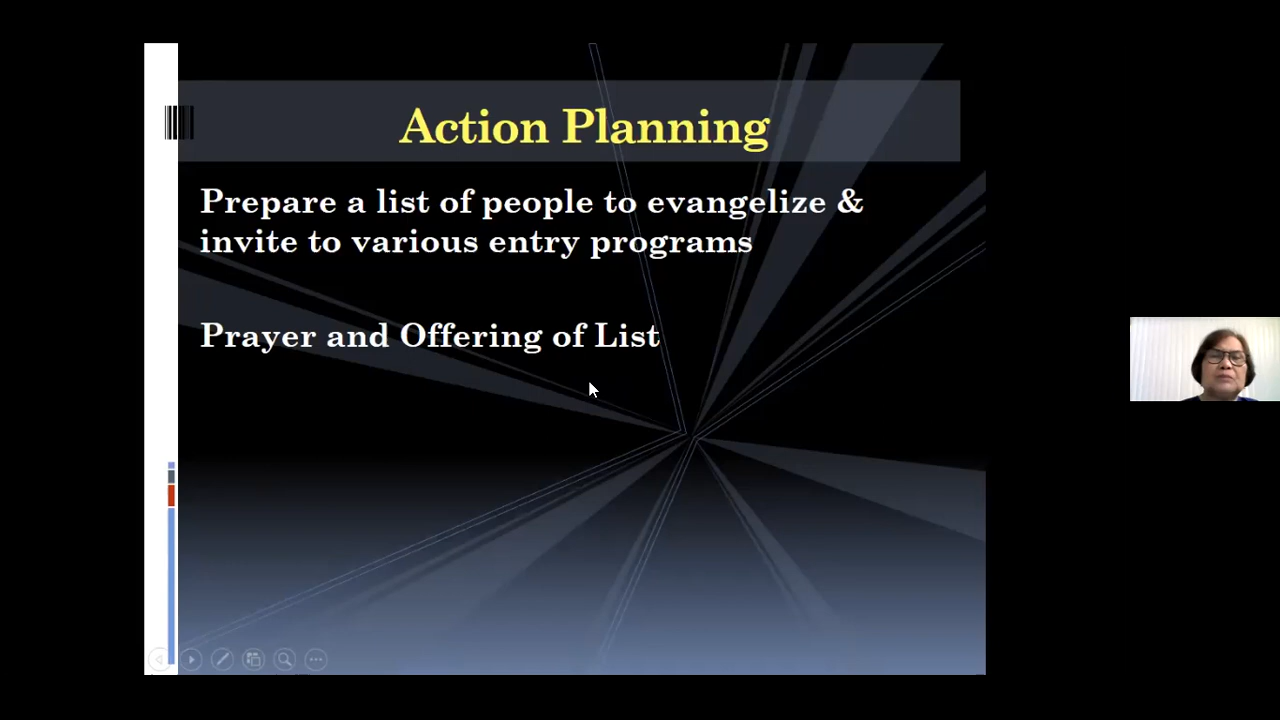 Action Planning
Prepare a list of people to evangelize &
invite to various entry programs
Prayer and Offering of List